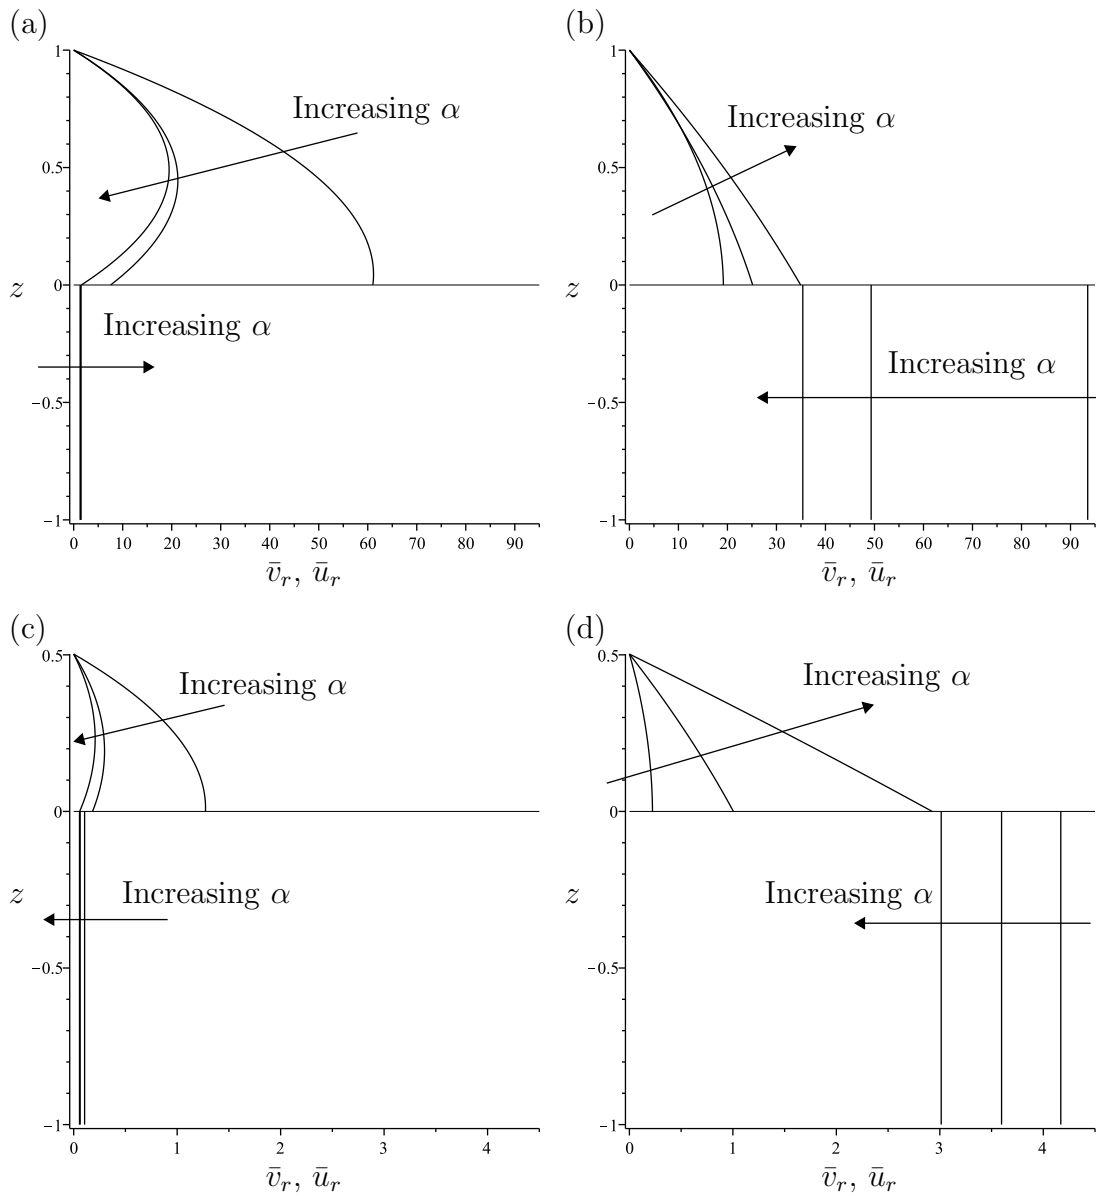 (a)
1
Increasing α
0.5
0
z
Increasing α
−0.5
−1
0 10 20 30 40 50 60 70 80 90
v̄r, ūr
(b)
1
Increasing α
0.5
0
z
Increasing α
−0.5
−1
0 10 20 30 40 50 60 70 80 90
v̄r, ūr
(c)
0.5
Increasing α
0
z
Increasing α
−0.5
−1
0 1 2 3 4
v̄r, ūr
(d)
0.5
Increasing α
0
z
Increasing α
−0.5
−1
0 1 2 3 4
v̄r, ūr